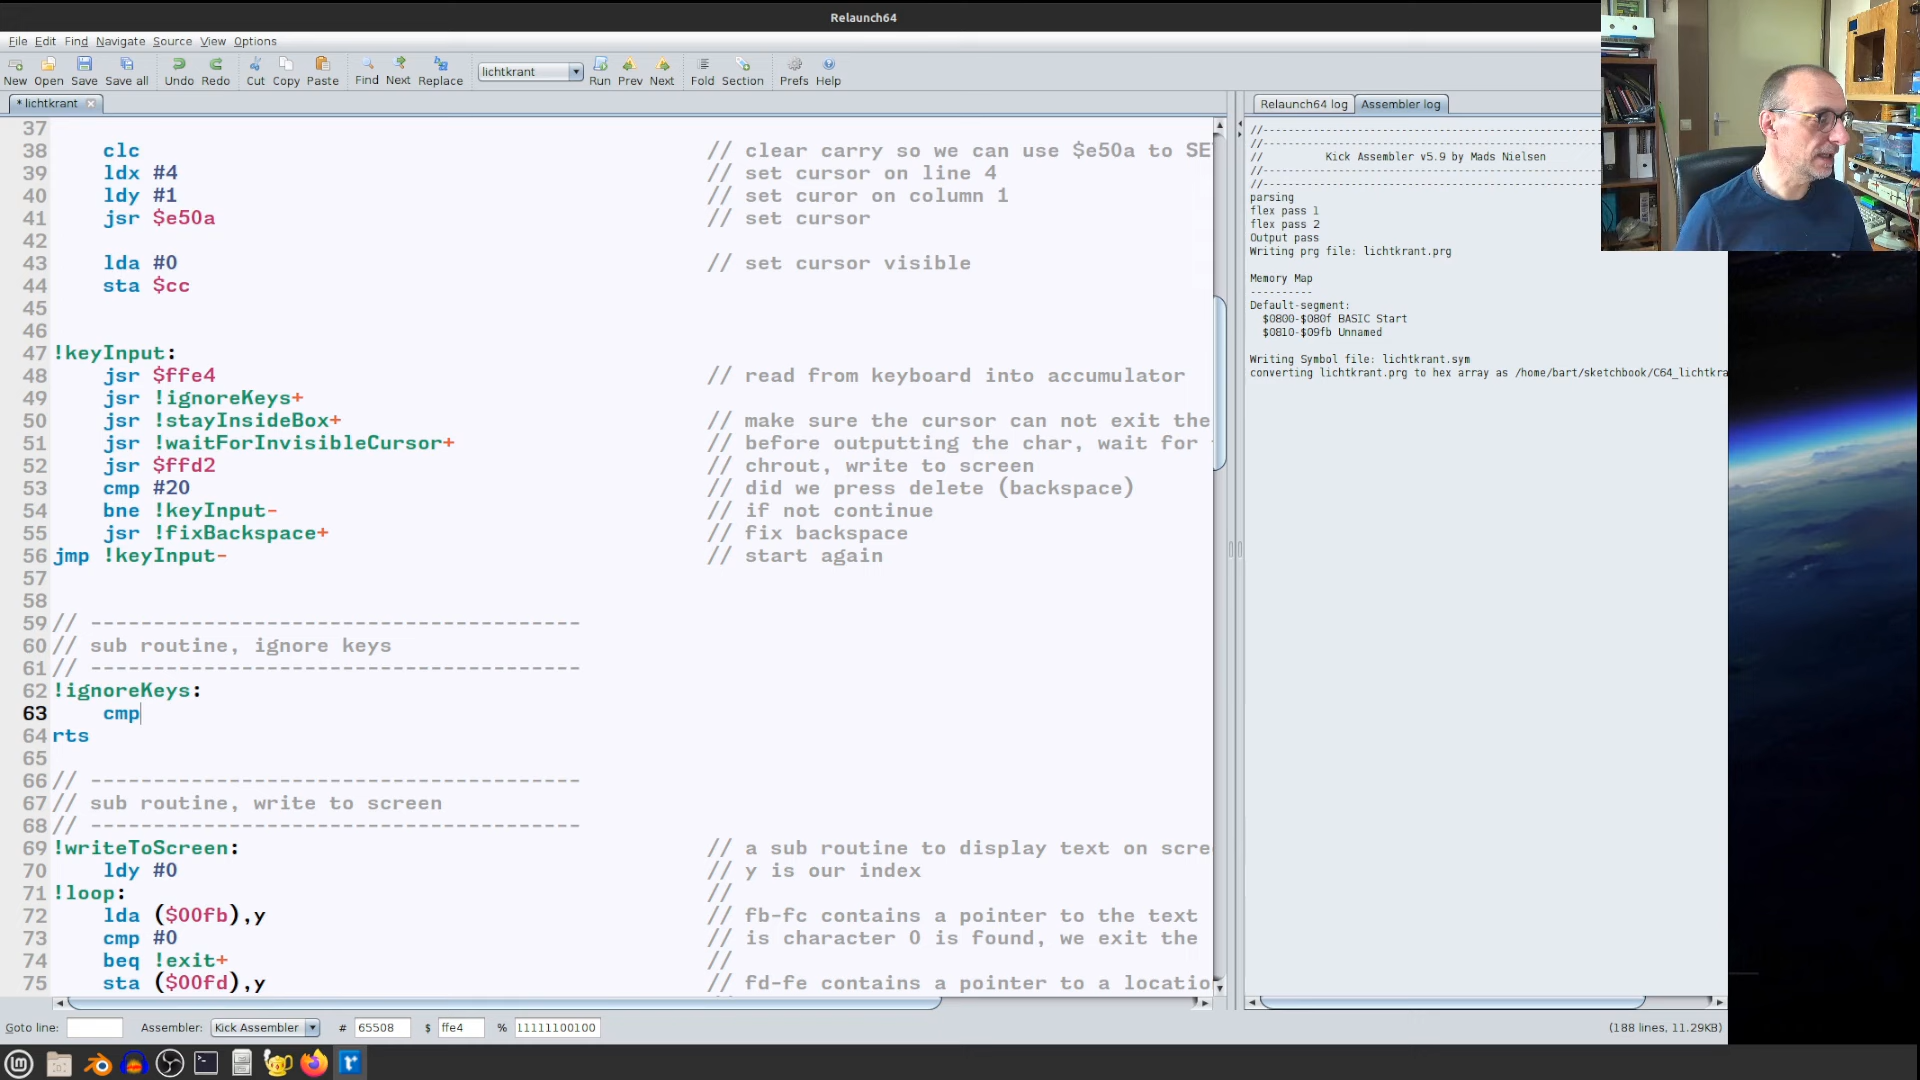 Relaunch64
File Edit Find Navigate Source View Options
New Open Save Save all Undo Redo Cut Copy Paste Find Next Replace lichtkrant Run Prev Next Fold Section Prefs Help
* lichtkrant
37
38 clc // clear carry so we can use $e50a to SE
39 ldx #4 // set cursor on line 4
40 ldy #1 // set curor on column 1
41 jsr $e50a // set cursor
42
43 lda #0 // set cursor visible
44 sta $cc
45
46
47 !keyInput:
48 jsr $ffe4 // read from keyboard into accumulator
49 jsr !ignoreKeys+
50 jsr !stayInsideBox+ // make sure the cursor can not exit the
51 jsr !waitForInvisibleCursor+ // before outputting the char, wait for
52 jsr $ffd2 // chrout, write to screen
53 cmp #20 // did we press delete (backspace)
54 bne !keyInput- // if not continue
55 jsr !fixBackspace+ // fix backspace
56 jmp !keyInput- // start again
57
58
59 // ---------------------------------------
60 // sub routine, ignore keys
61 // ---------------------------------------
62 !ignoreKeys:
63 cmp
64 rts
65
66 // ---------------------------------------
67 // sub routine, write to screen
68 // ---------------------------------------
69 !writeToScreen: // a sub routine to display text on scre
70 ldy #0 // y is our index
71 !loop: //
72 lda ($00fb),y // fb-fc contains a pointer to the text
73 cmp #0 // is character 0 is found, we exit the
74 beq !exit+ //
75 sta ($00fd),y // fd-fe contains a pointer to a locatio
Relaunch64 log Assembler log
//------------------------------------------------------
//------------------------------------------------------
// Kick Assembler v5.9 by Mads Nielsen
//------------------------------------------------------
//------------------------------------------------------
parsing
flex pass 1
flex pass 2
Output pass
Writing prg file: lichtkrant.prg
Memory Map
----------
Default-segment:
$0800-$080f BASIC Start
$0810-$09fb Unnamed
Writing Symbol file: lichtkrant.sym
converting lichtkrant.prg to hex array as /home/bart/sketchbook/C64_lichtkra
Goto line: Assembler: Kick Assembler # 65508 $ ffe4 % 11111100100 (188 lines, 11.29KB)